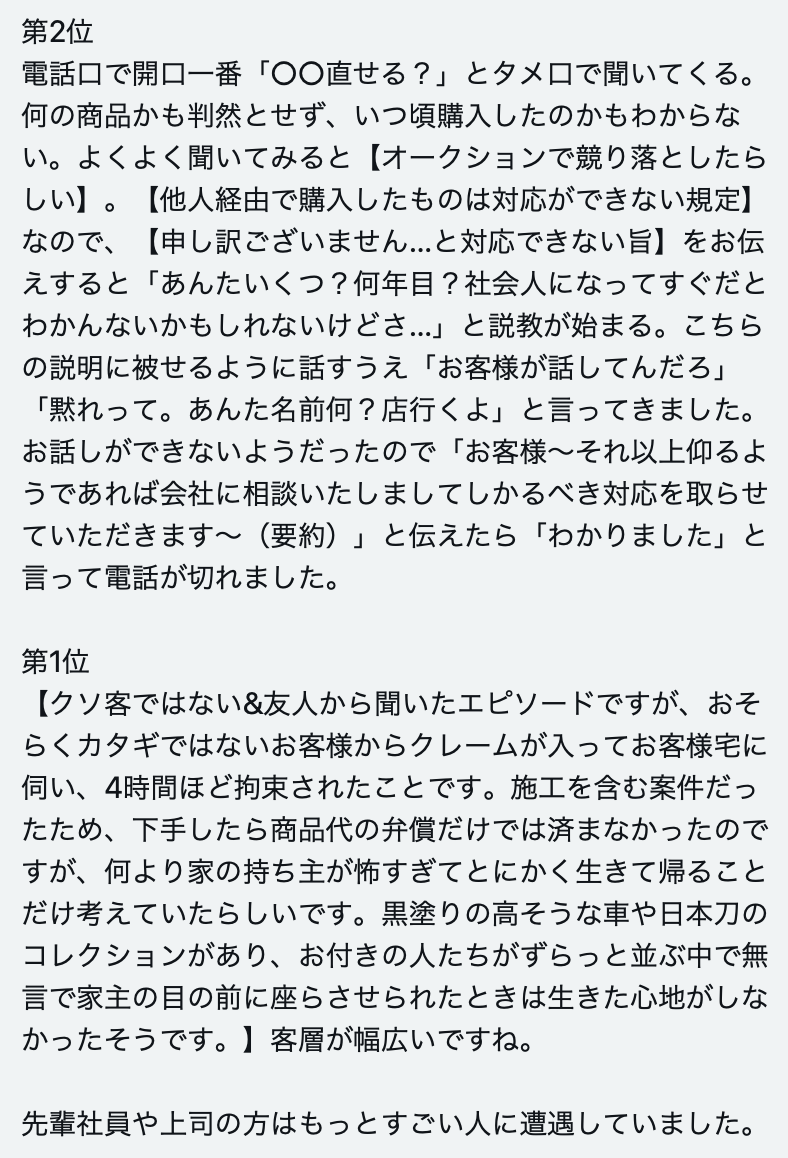 第2位
電話口で開口一番「〇〇直せる？」とタメ口で聞いてくる。
何の商品かも判然とせず、いつ頃購入したのかもわからな
い。よくよく聞いてみると【オークションで競り落としたら
しい】。【他人経由で購入したものは対応ができない規定】
なので、【申し訳ございません…と対応できない旨】をお伝
えすると「あんたいくつ？何年目？社会人になってすぐだと
わかんないかもしれないけどさ…」と説教が始まる。こちら
の説明に被せるように話すうえ「お客様が話してんだろ」
「黙れって。あんた名前何？店行くよ」と言ってきました。
お話しができないようだったので「お客様〜それ以上仰るよ
うであれば会社に相談いたしましてしかるべき対応を取らせ
ていただきます〜（要約）」と伝えたら「わかりました」と
言って電話が切れました。
第1位
【クソ客ではない&友人から聞いたエピソードですが、おそ
らくカタギではないお客様からクレームが入ってお客様宅に
伺い、4時間ほど拘束されたことです。施工を含む案件だっ
たため、下手したら商品代の弁償だけでは済まなかったので
すが、何より家の持ち主が怖すぎてとにかく生きて帰ること
だけ考えていたらしいです。黒塗りの高そうな車や日本刀の
コレクションがあり、お付きの人たちがずらっと並ぶ中で無
言で家主の目の前に座らさせられたときは生きた心地がしな
かったそうです。】客層が幅広いですね。
先輩社員や上司の方はもっとすごい人に遭遇していました。